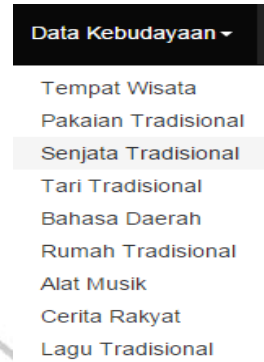 Data Kebudayaan
Tempat Wisata
Pakaian Tradisional
Senjata Tradisional
Tari Tradisional
Bahasa Daerah
Rumah Tradisional
Alat Musik
Cerita Rakyat
Lagu Tradisional